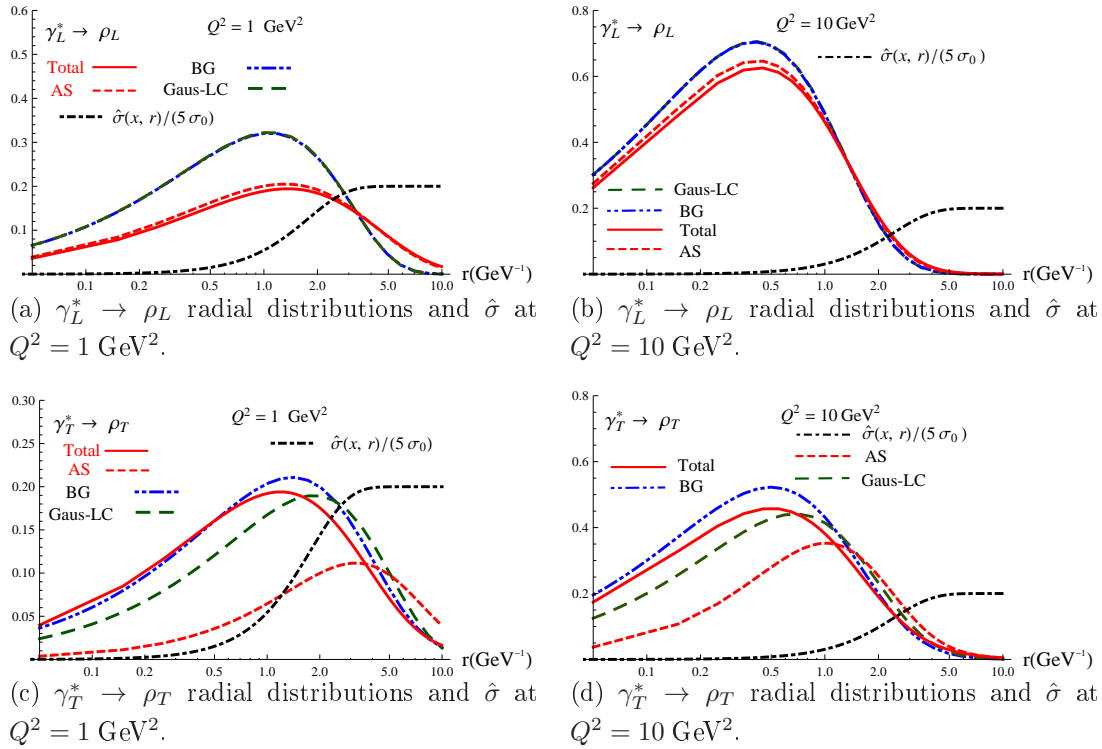 γ*_L → ρ_L
Q² = 1 GeV²
Total
AS
BG
Gaus-LC
σ̂(x, r)/(5 σ₀)
0.6
0.5
0.4
0.3
0.2
0.1
0.1 0.2 0.5 1.0 2.0 5.0 10.0 r(GeV⁻¹)
(a) γ*_L → ρ_L radial distributions and σ̂ at
Q² = 1 GeV².
γ*_L → ρ_L
Q² = 10 GeV²
σ̂(x, r)/(5 σ₀)
Gaus-LC
BG
Total
AS
0.8
0.6
0.4
0.2
0.1 0.2 0.5 1.0 2.0 5.0 10.0 r(GeV⁻¹)
(b) γ*_L → ρ_L radial distributions and σ̂ at
Q² = 10 GeV².
γ*_T → ρ_T
Q² = 1 GeV²
σ̂(x, r)/(5 σ₀)
Total
AS
BG
Gaus-LC
0.30
0.25
0.20
0.15
0.10
0.05
0.1 0.2 0.5 1.0 2.0 5.0 10.0 r(GeV⁻¹)
(c) γ*_T → ρ_T radial distributions and σ̂ at
Q² = 1 GeV².
γ*_T → ρ_T
Q² = 10 GeV²
σ̂(x, r)/(5 σ₀)
Total
BG
AS
Gaus-LC
0.8
0.6
0.4
0.2
0.1 0.2 0.5 1.0 2.0 5.0 10.0 r(GeV⁻¹)
(d) γ*_T → ρ_T radial distributions and σ̂ at
Q² = 10 GeV².